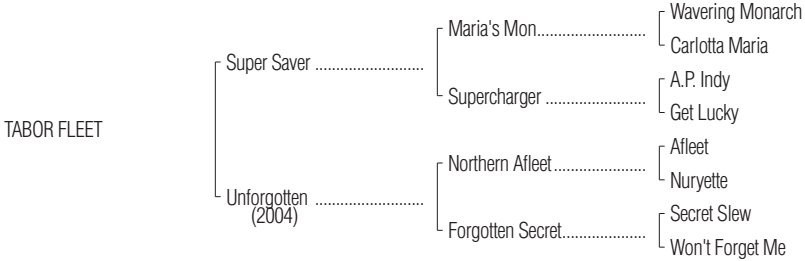 Wavering Monarch
Maria's Mon..........................
Carlotta Maria
Super Saver ..........................
A.P. Indy
Supercharger ........................
Get Lucky
TABOR FLEET
Afleet
Northern Afleet......................
Nuryette
Unforgotten ..........................
(2004)
Secret Slew
Forgotten Secret....................
Won't Forget Me